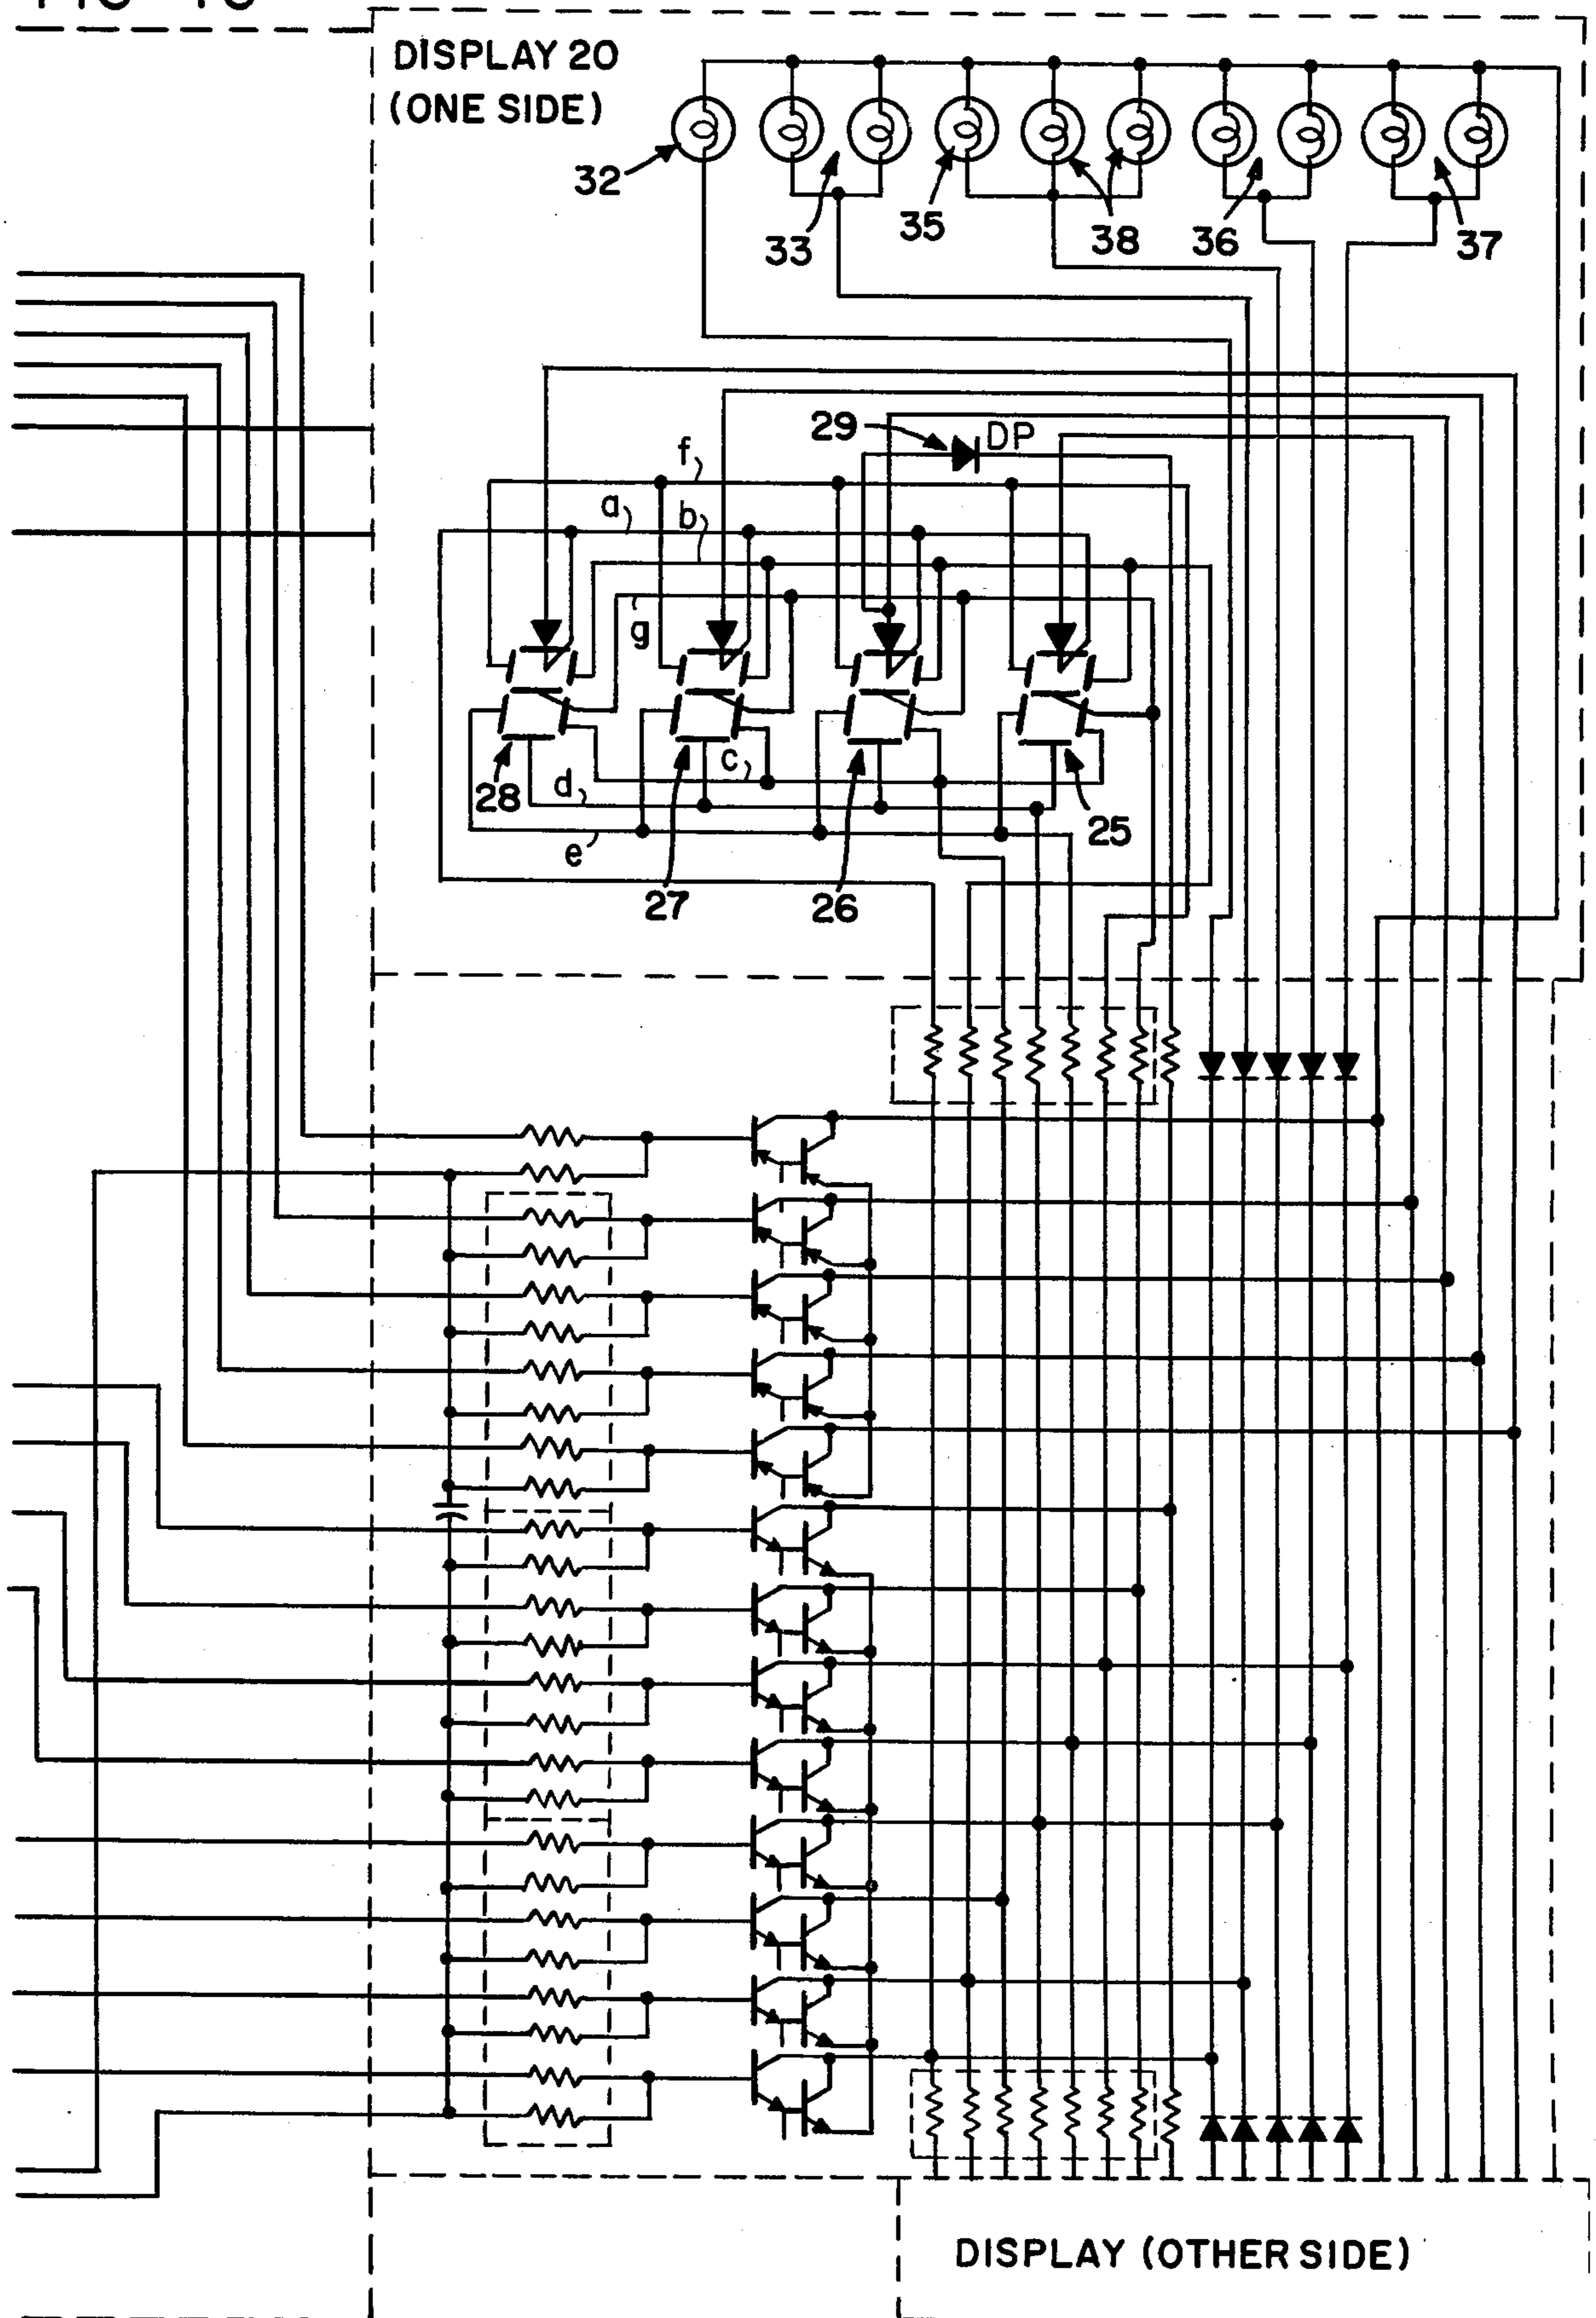 DISPLAY 20
(ONE SIDE)
32
33
35
38
36
37
29
DP
f
a
b
g
28
d
c
e
27
26
25
DISPLAY (OTHER SIDE)